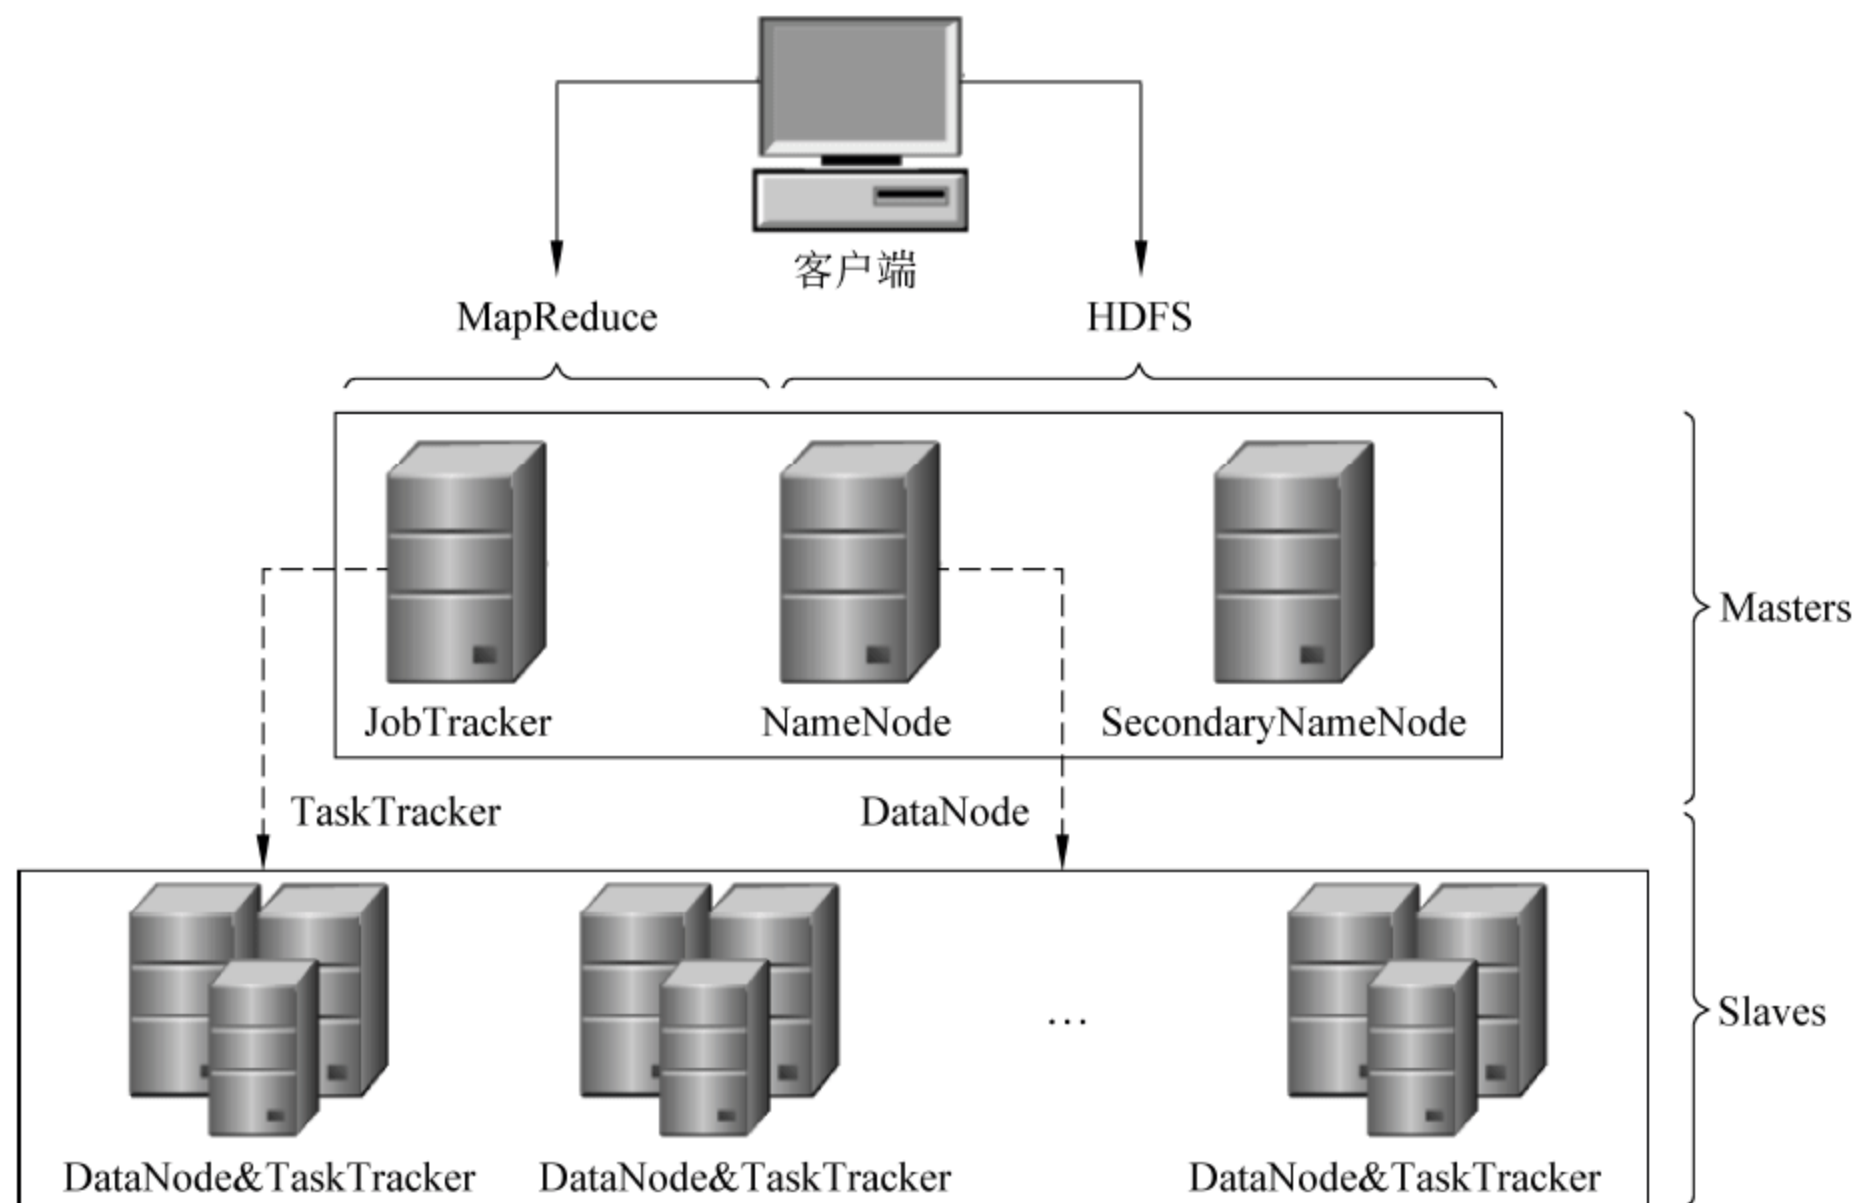 客户端
MapReduce
HDFS
JobTracker
NameNode
SecondaryNameNode
Masters
TaskTracker
DataNode
…
Slaves
DataNode&TaskTracker
DataNode&TaskTracker
DataNode&TaskTracker